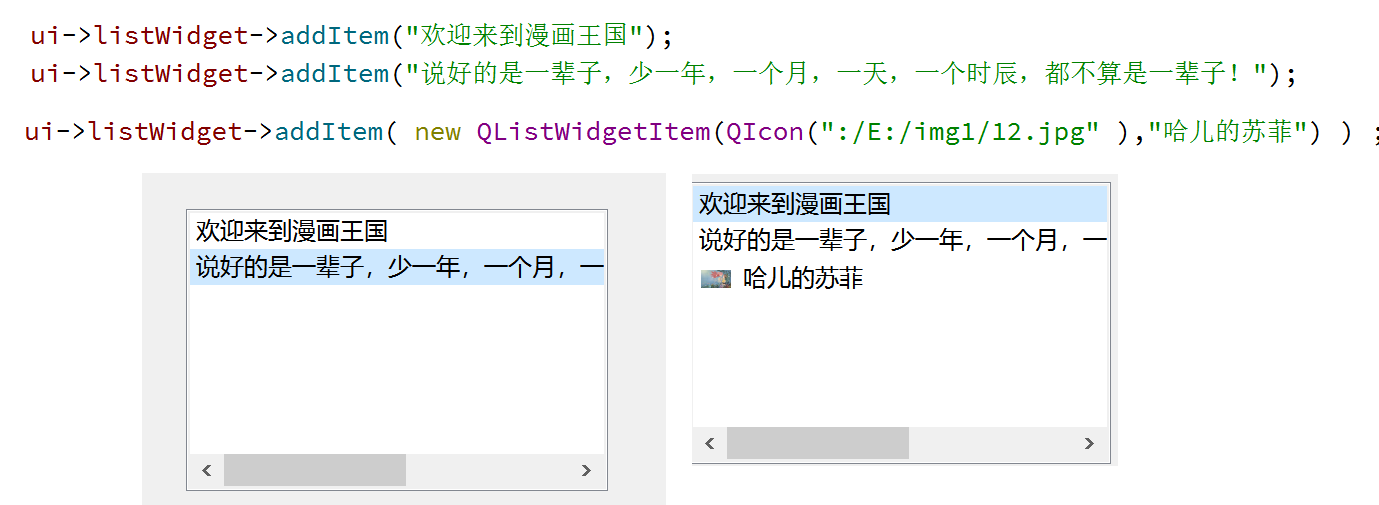 ui->listWidget->addItem("欢迎来到漫画王国");
ui->listWidget->addItem("说好的是一辈子，少一年，一个月，一天，一个时辰，都不算是一辈子！");
ui->listWidget->addItem( new QListWidgetItem(QIcon(":/E:/img1/12.jpg" ),"哈儿的苏菲") ) ;
欢迎来到漫画王国
说好的是一辈子，少一年，一个月，一
欢迎来到漫画王国
说好的是一辈子，少一年，一个月，一
哈儿的苏菲